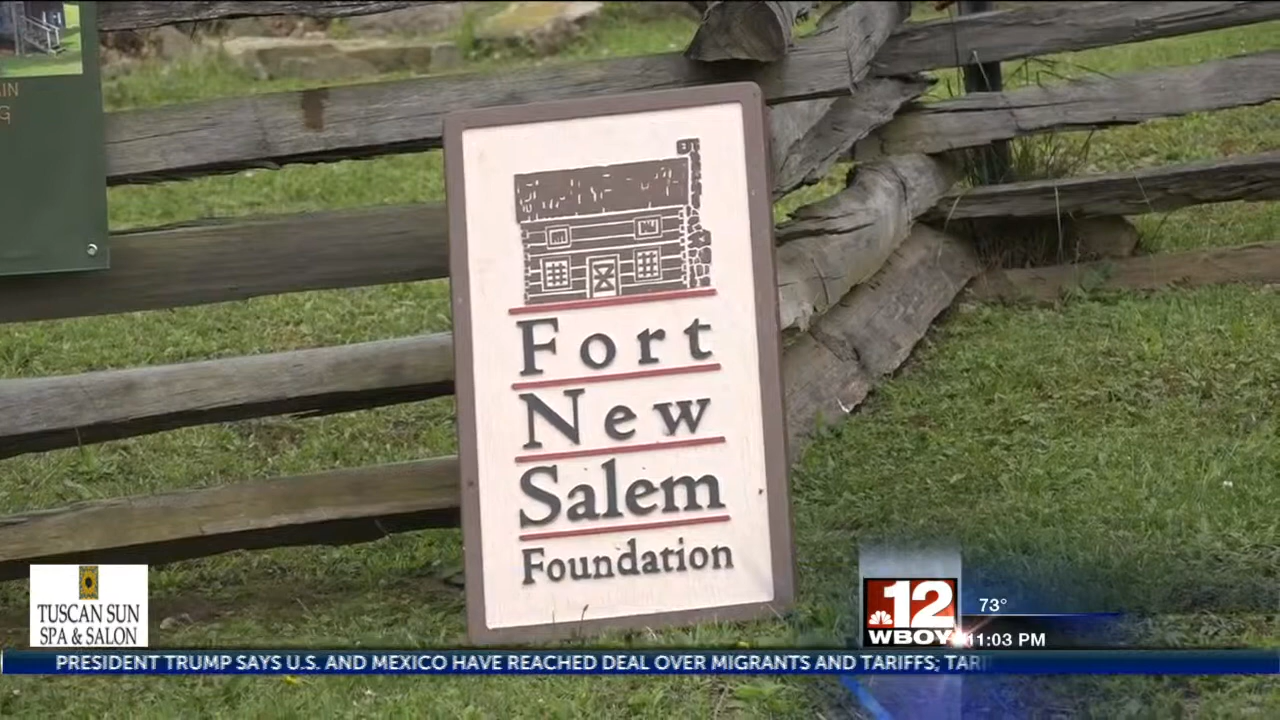 Fort
New
Salem
Foundation
TUSCAN SUN
SPA & SALON
12
WBOY
73°
11:03 PM
PRESIDENT TRUMP SAYS U.S. AND MEXICO HAVE REACHED DEAL OVER MIGRANTS AND TARIFFS;